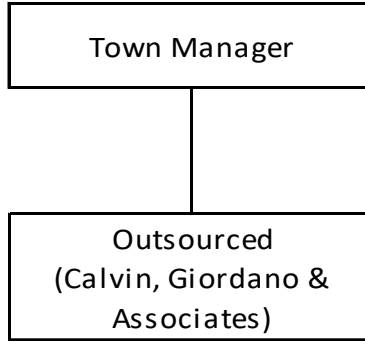 Town Manager
Outsourced
(Calvin, Giordano &
Associates)